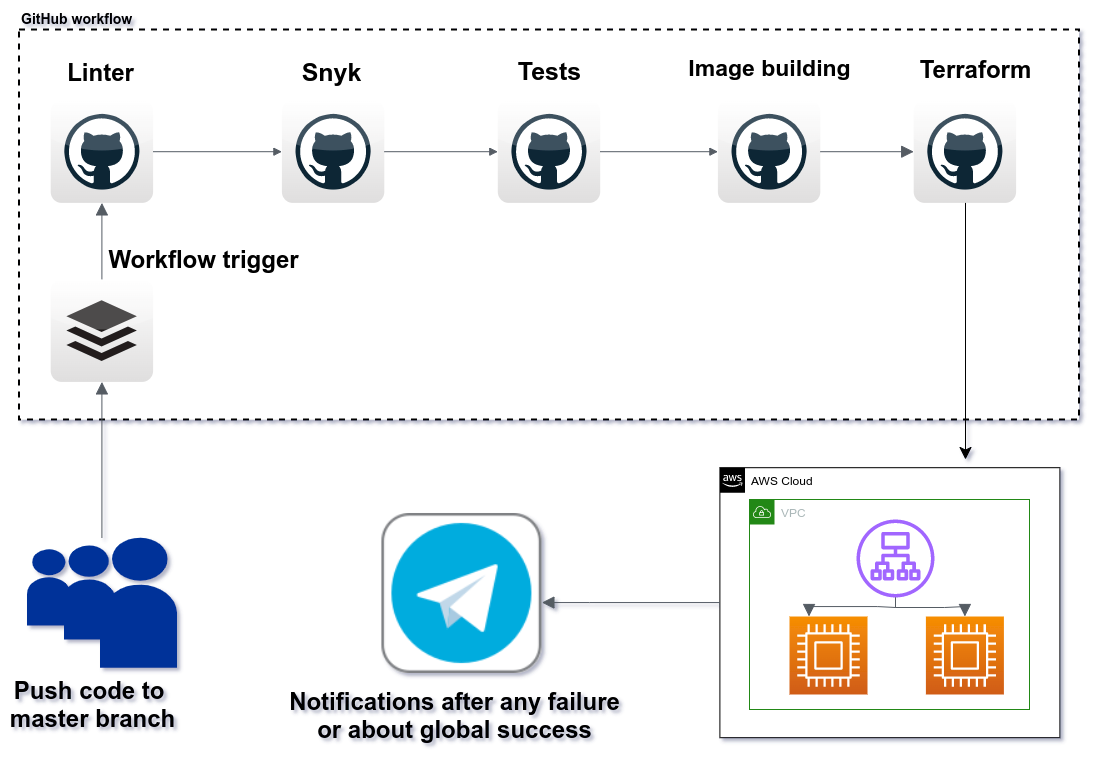 GitHub workflow
Linter
Snyk
Tests
Image building
Terraform
Workflow trigger
aws
AWS Cloud
VPC
Push code to
master branch
Notifications after any failure
or about global success